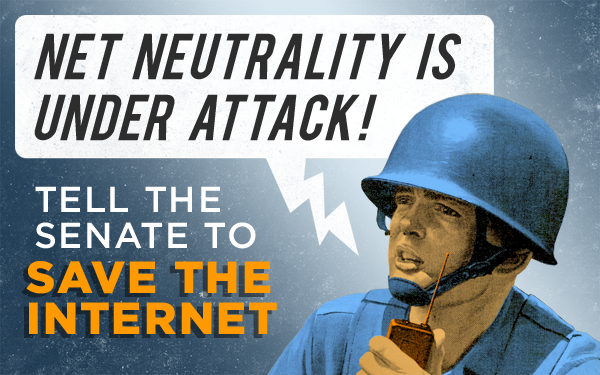 NET NEUTRALITY IS
UNDER ATTACK!
TELL THE
SENATE TO
SAVE THE
INTERNET